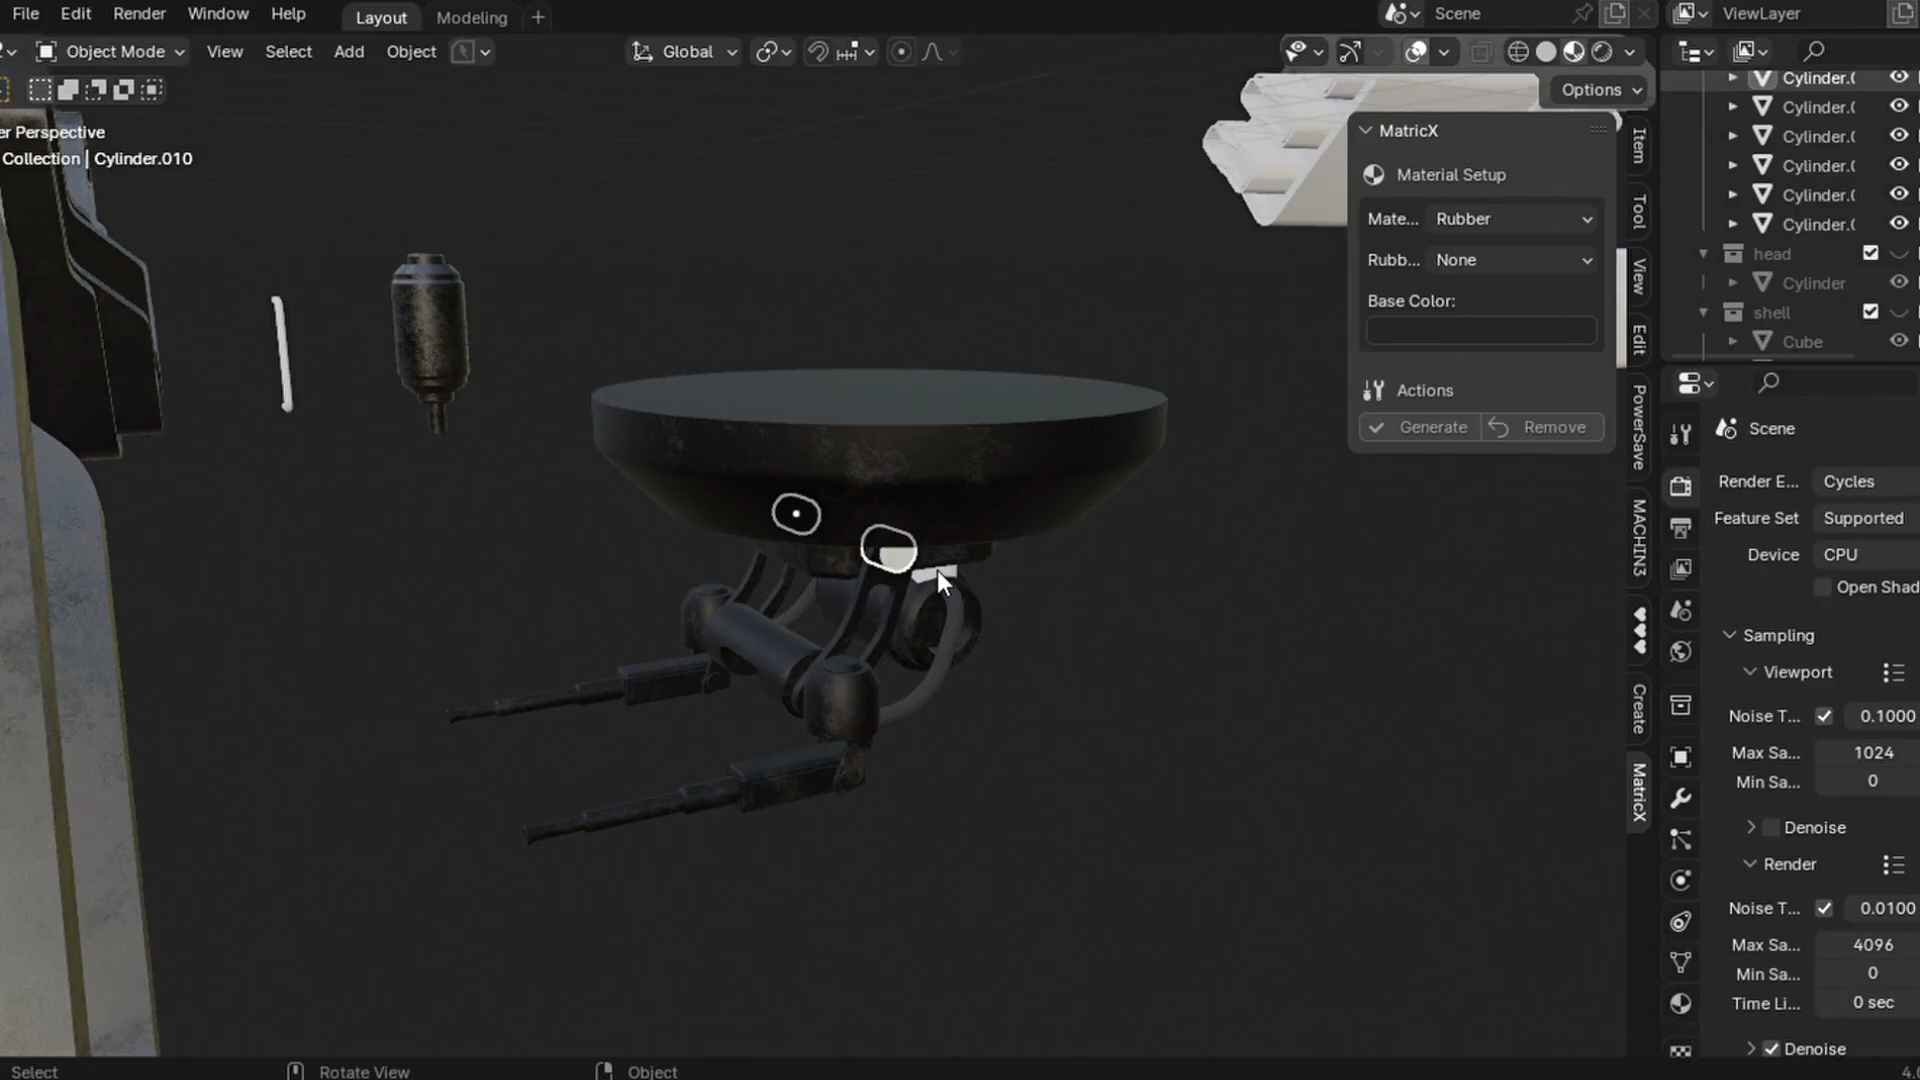 File Edit Render Window Help Layout Modeling + Scene ViewLayer
Object Mode View Select Add Object Global
Options
er Perspective
Collection | Cylinder.010
MatricX
Material Setup
Mate... Rubber
Rubb... None
Base Color:
Actions
Generate Remove
Item
Tool
View
Edit
PowerSave
MACHIN3
♥♥♥
Create
MatricX
Cylinder.(
Cylinder.(
Cylinder.(
Cylinder.(
Cylinder.(
Cylinder.(
head
Cylinder
shell
Cube
Scene
Render E... Cycles
Feature Set Supported
Device CPU
Open Shad
Sampling
Viewport
Noise T... 0.1000
Max Sa... 1024
Min Sa... 0
Denoise
Render
Noise T... 0.0100
Max Sa... 4096
Min Sa... 0
Time Li... 0 sec
Denoise
Select Rotate View Object 4.0